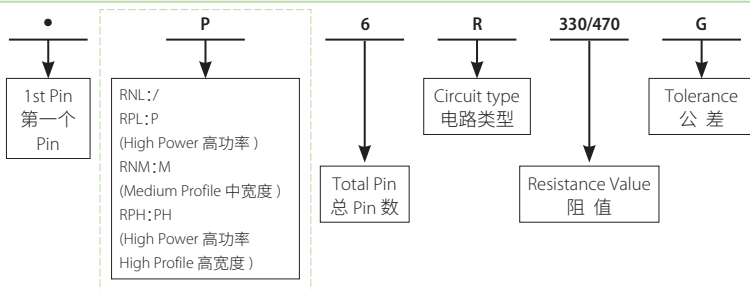 • P 6 R 330/470 G
1st Pin
第一个
Pin
RNL:/
RPL:P
(High Power 高功率)
RNM:M
(Medium Profile 中宽度)
RPH:PH
(High Power 高功率
High Profile 高宽度)
Total Pin
总 Pin 数
Circuit type
电路类型
Resistance Value
阻 值
Tolerance
公 差